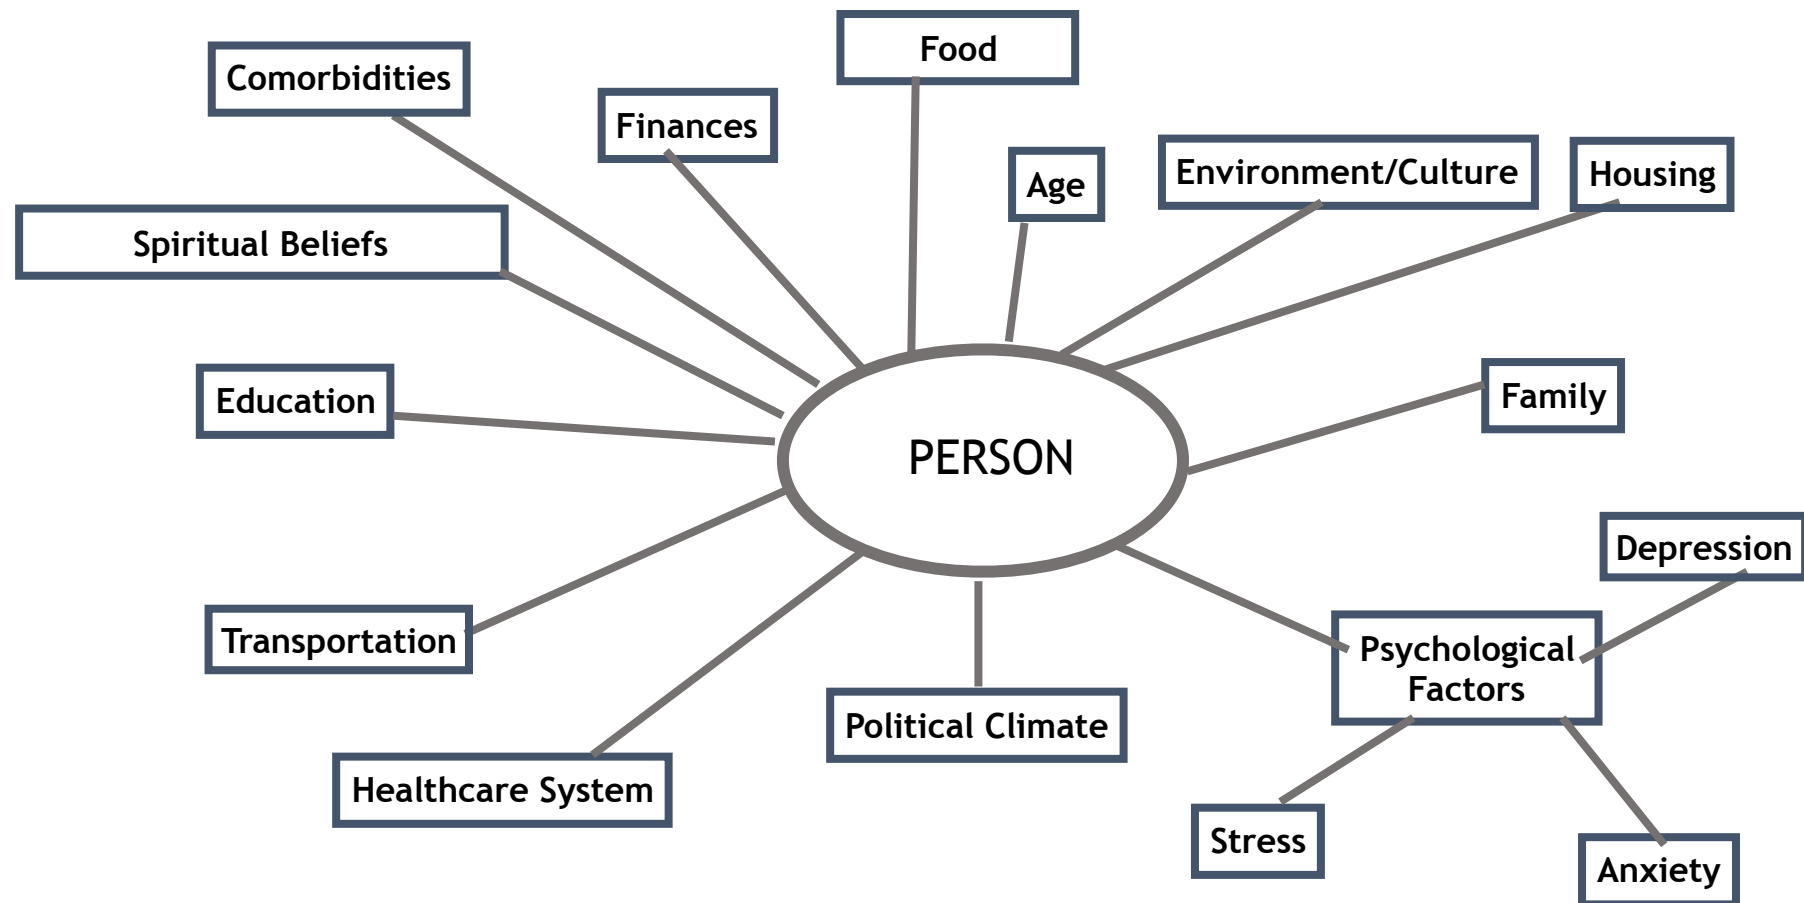 Food
Comorbidities
Finances
Environment/Culture
Housing
Age
Spiritual Beliefs
Education
Family
PERSON
Depression
Transportation
Psychological
Factors
Political Climate
Healthcare System
Stress
Anxiety